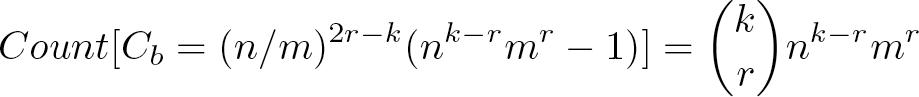 Count[C_b = (n/m)^{2r-k}(n^{k-r}m^r - 1)] = \binom{k}{r}n^{k-r}m^r